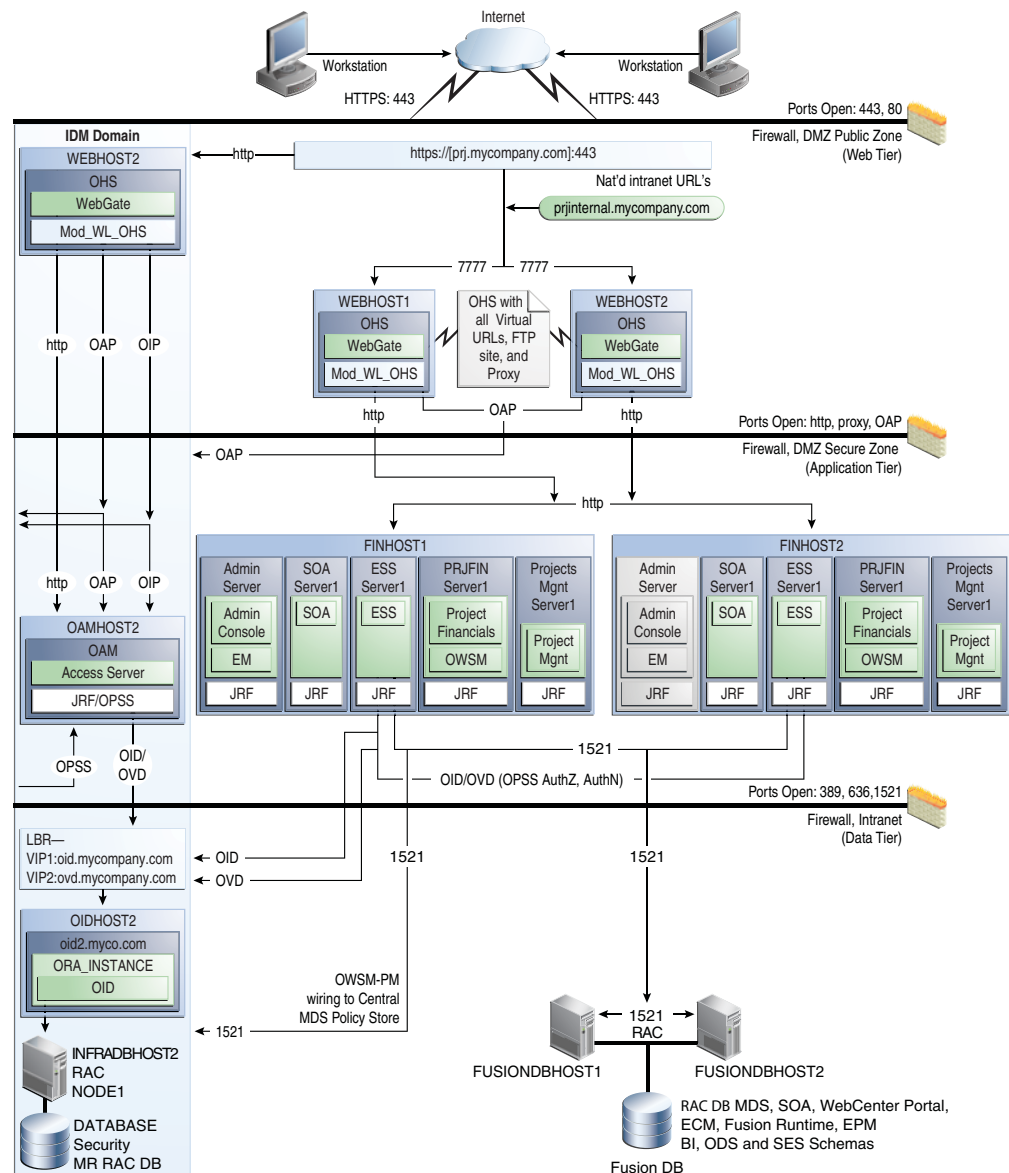 Internet
Workstation
Workstation
HTTPS: 443
HTTPS: 443
Ports Open: 443, 80
Firewall, DMZ Public Zone
(Web Tier)
IDM Domain
WEBHOST2
OHS
WebGate
Mod_WL_OHS
http
https://[prj.mycompany.com]:443
Nat'd intranet URL's
prjinternal.mycompany.com
7777
7777
WEBHOST1
OHS
WebGate
Mod_WL_OHS
OHS with
all Virtual
URLs, FTP
site, and
Proxy
WEBHOST2
OHS
WebGate
Mod_WL_OHS
http
OAP
OIP
http
OAP
http
Ports Open: http, proxy, OAP
Firewall, DMZ Secure Zone
(Application Tier)
OAP
http
http
OAP
OIP
OAMHOST2
OAM
Access Server
JRF/OPSS
FINHOST1
Admin
Server
Admin
Console
EM
JRF
SOA
Server1
SOA
JRF
ESS
Server1
ESS
JRF
PRJFIN
Server1
Project
Financials
OWSM
JRF
Projects
Mgnt
Server1
Project
Mgnt
JRF
FINHOST2
Admin
Server
Admin
Console
EM
JRF
SOA
Server1
SOA
JRF
ESS
Server1
ESS
JRF
PRJFIN
Server1
Project
Financials
OWSM
JRF
Projects
Mgnt
Server1
Project
Mgnt
JRF
OPSS
OID/
OVD
1521
OID/OVD (OPSS AuthZ, AuthN)
Ports Open: 389, 636,1521
Firewall, Intranet
(Data Tier)
LBR—
VIP1:oid.mycompany.com
VIP2:ovd.mycompany.com
OID
OVD
1521
1521
OIDHOST2
oid2.myco.com
ORA_INSTANCE
OID
OWSM-PM
wiring to Central
MDS Policy Store
1521
INFRADBHOST2
RAC
NODE1
DATABASE
Security
MR RAC DB
1521
RAC
FUSIONDBHOST1
FUSIONDBHOST2
RAC DB MDS, SOA, WebCenter Portal,
ECM, Fusion Runtime, EPM
BI, ODS and SES Schemas
Fusion DB